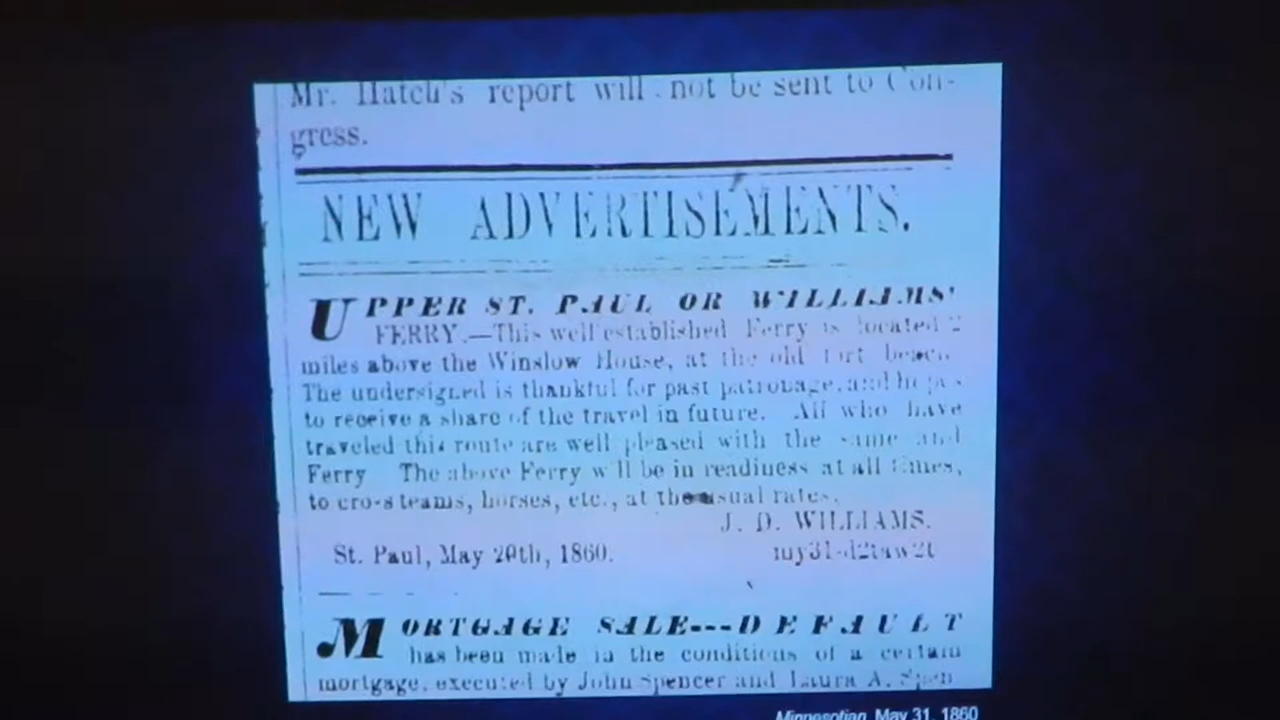 Mr. Hatch's report will not be sent to Con-
gress.
NEW ADVERTISEMENTS.
UPPER ST. PAUL OR WILLIAMS'
FERRY.—This well established Ferry is located 2
miles above the Winslow House, at the old
The undersigned is thankful for past patronage, and hopes
to receive a share of the travel in future. All who have
traveled this route are well pleased with the same and
Ferry The above Ferry will be in readiness at all times,
to cross teams, horses, etc., at the usual rates.
J. D. WILLIAMS.
St. Paul, May 20th, 1860.
my31-d2taw2t
MORTGAGE SALE---DEFAULT
has been made in the conditions of a certain
mortgage, executed by John Spencer and Laura A. Spen
Minnesotian, May 31, 1860